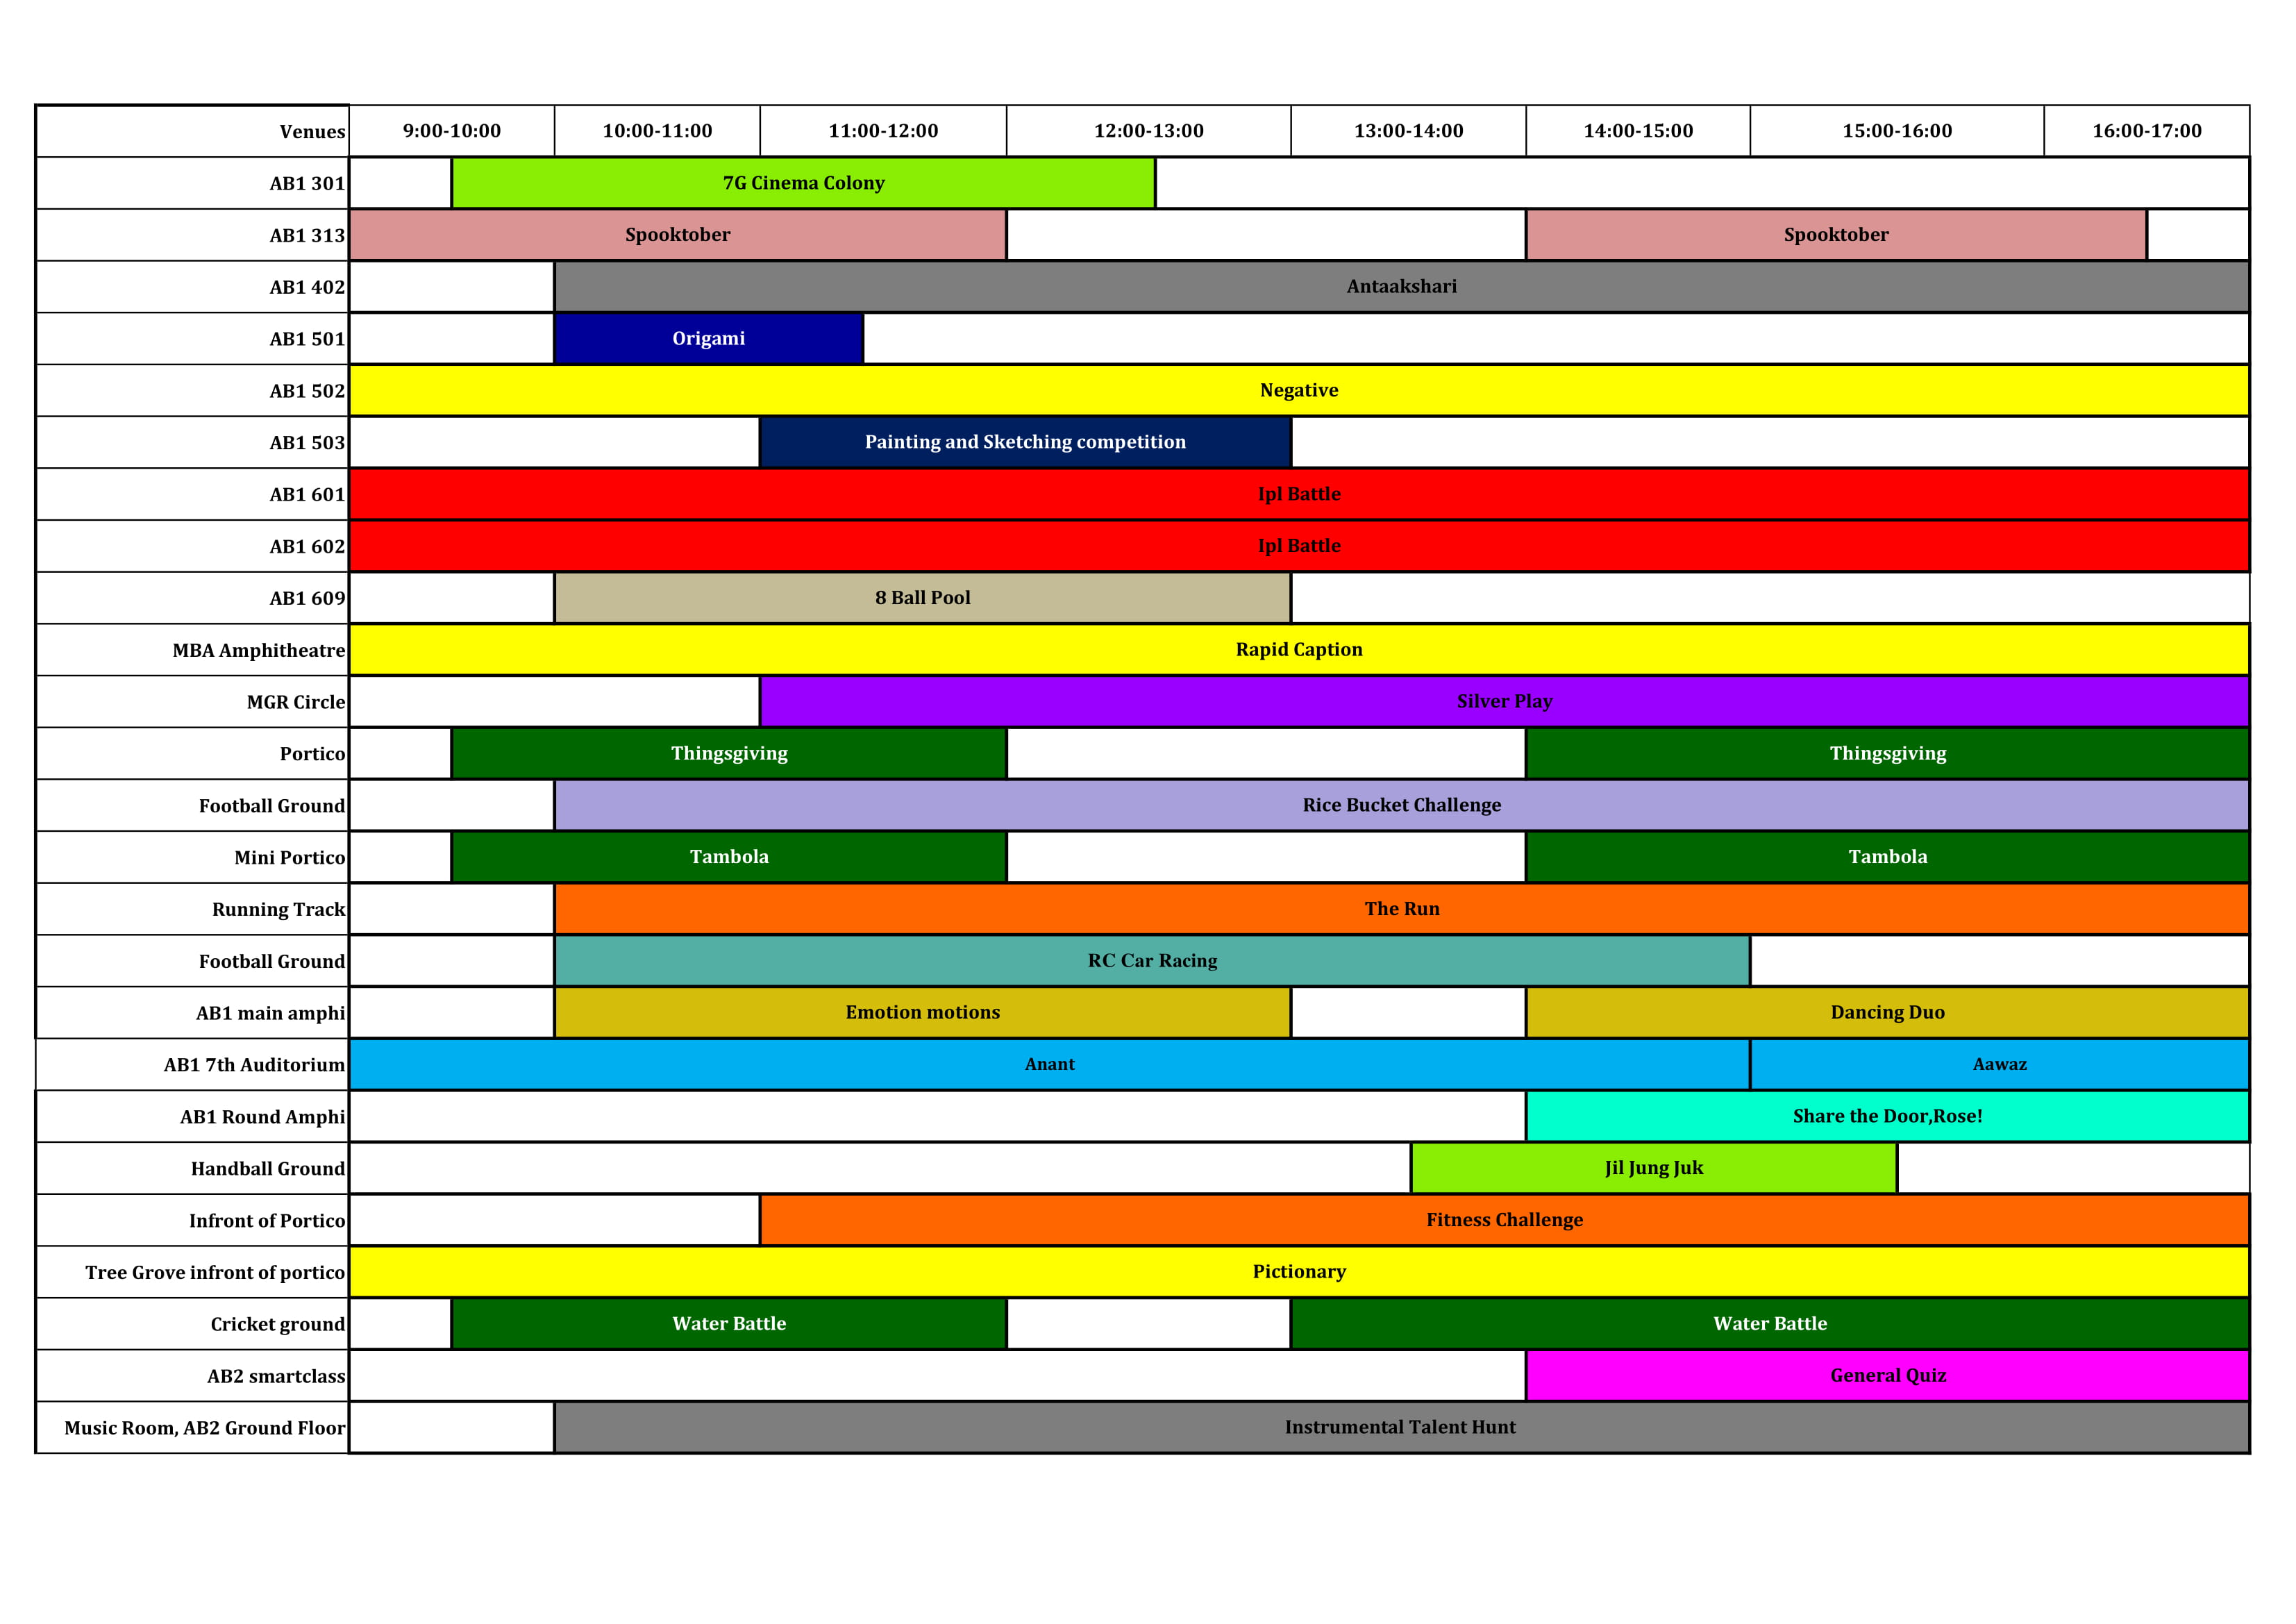 Venues 9:00-10:00 10:00-11:00 11:00-12:00 12:00-13:00 13:00-14:00 14:00-15:00 15:00-16:00 16:00-17:00
AB1 301 7G Cinema Colony
AB1 313 Spooktober Spooktober
AB1 402 Antaakshari
AB1 501 Origami
AB1 502 Negative
AB1 503 Painting and Sketching competition
AB1 601 Ipl Battle
AB1 602 Ipl Battle
AB1 609 8 Ball Pool
MBA Amphitheatre Rapid Caption
MGR Circle Silver Play
Portico Thingsgiving Thingsgiving
Football Ground Rice Bucket Challenge
Mini Portico Tambola Tambola
Running Track The Run
Football Ground RC Car Racing
AB1 main amphi Emotion motions Dancing Duo
AB1 7th Auditorium Anant Aawaz
AB1 Round Amphi Share the Door,Rose!
Handball Ground Jil Jung Juk
Infront of Portico Fitness Challenge
Tree Grove infront of portico Pictionary
Cricket ground Water Battle Water Battle
AB2 smartclass General Quiz
Music Room, AB2 Ground Floor Instrumental Talent Hunt